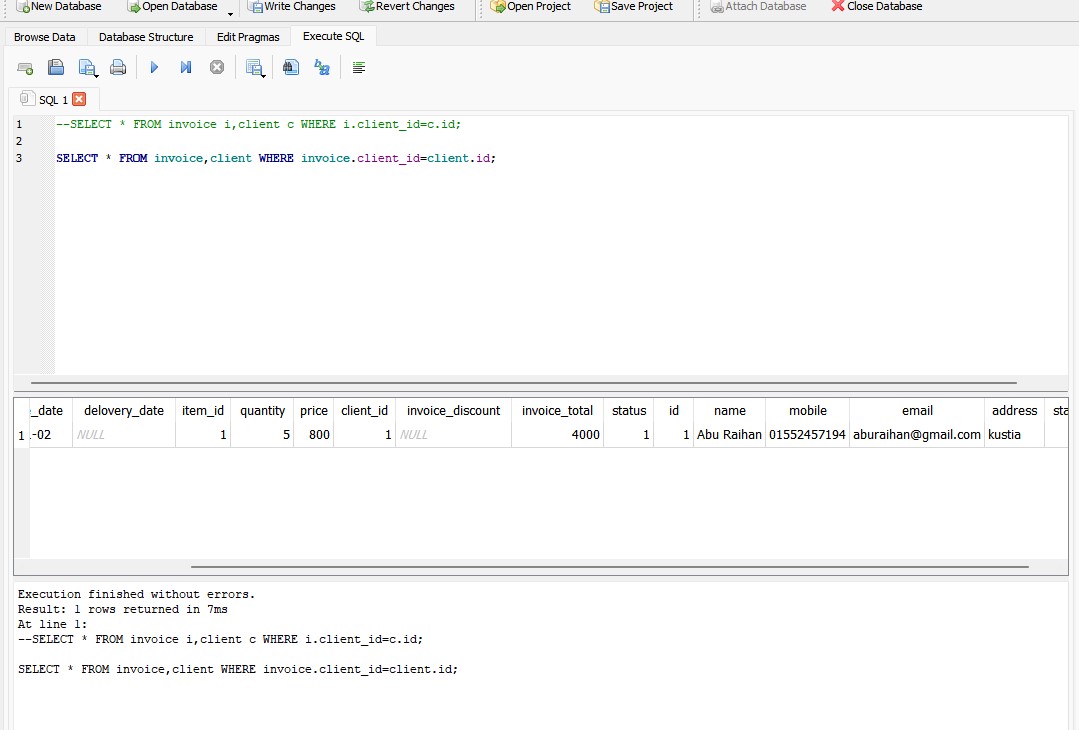 New Database Open Database Write Changes Revert Changes Open Project Save Project Attach Database Close Database
Browse Data Database Structure Edit Pragmas Execute SQL
SQL 1
1 --SELECT * FROM invoice i,client c WHERE i.client_id=c.id;
2
3 SELECT * FROM invoice,client WHERE invoice.client_id=client.id;
_date delovery_date item_id quantity price client_id invoice_discount invoice_total status id name mobile email address sta
1 -02 NULL 1 5 800 1 NULL 4000 1 1 Abu Raihan 01552457194 aburaihan@gmail.com kustia
Execution finished without errors.
Result: 1 rows returned in 7ms
At line 1:
--SELECT * FROM invoice i,client c WHERE i.client_id=c.id;
SELECT * FROM invoice,client WHERE invoice.client_id=client.id;